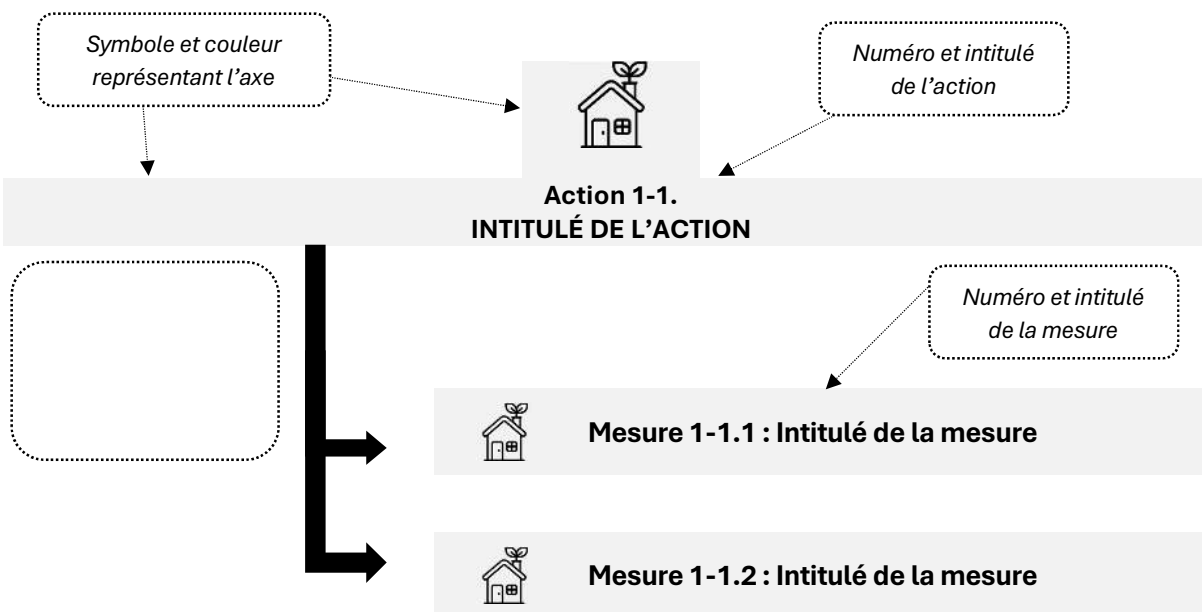 Symbole et couleur
représentant l’axe
Numéro et intitulé
de l’action
Action 1-1.
INTITULÉ DE L’ACTION
Numéro et intitulé
de la mesure
Mesure 1-1.1 : Intitulé de la mesure
Mesure 1-1.2 : Intitulé de la mesure